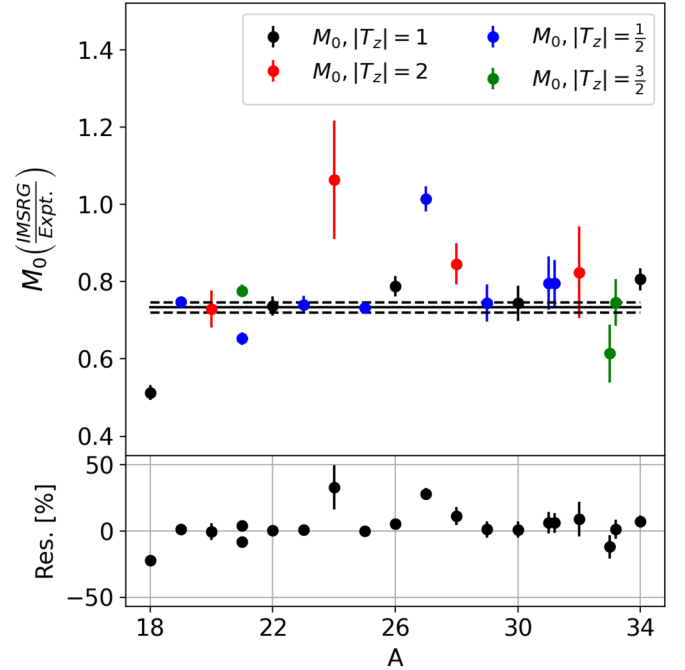 M₀, |T_z| = 1
M₀, |T_z| = 2
M₀, |T_z| = 1/2
M₀, |T_z| = 3/2
M₀(IMSRG/Expt.)
1.4
1.2
1.0
0.8
0.6
0.4
Res. [%]
50
0
−50
18
22
26
30
34
A